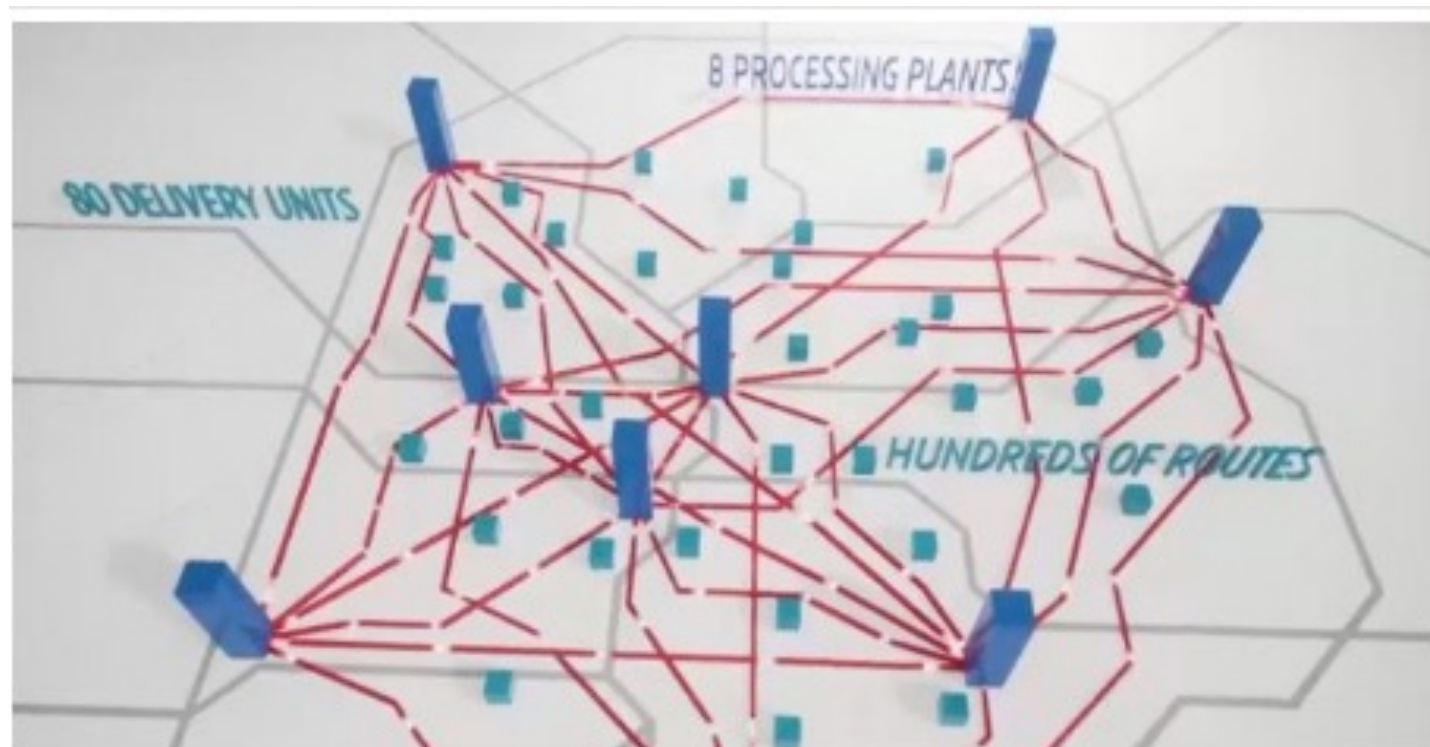 8 PROCESSING PLANTS
80 DELIVERY UNITS
HUNDREDS OF ROUTES